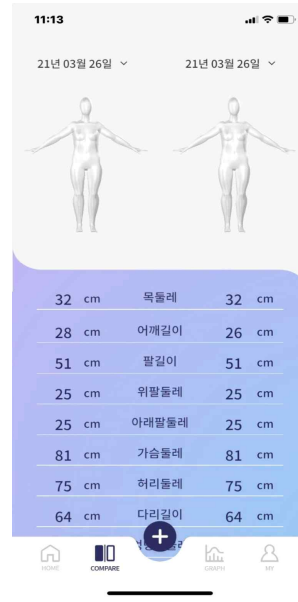 11:13
21년 03월 26일 21년 03월 26일
32 cm 목둘레 32 cm
28 cm 어깨길이 26 cm
51 cm 팔길이 51 cm
25 cm 위팔둘레 25 cm
25 cm 아래팔둘레 25 cm
81 cm 가슴둘레 81 cm
75 cm 허리둘레 75 cm
64 cm 다리길이 64 cm
HOME COMPARE GRAPH MY